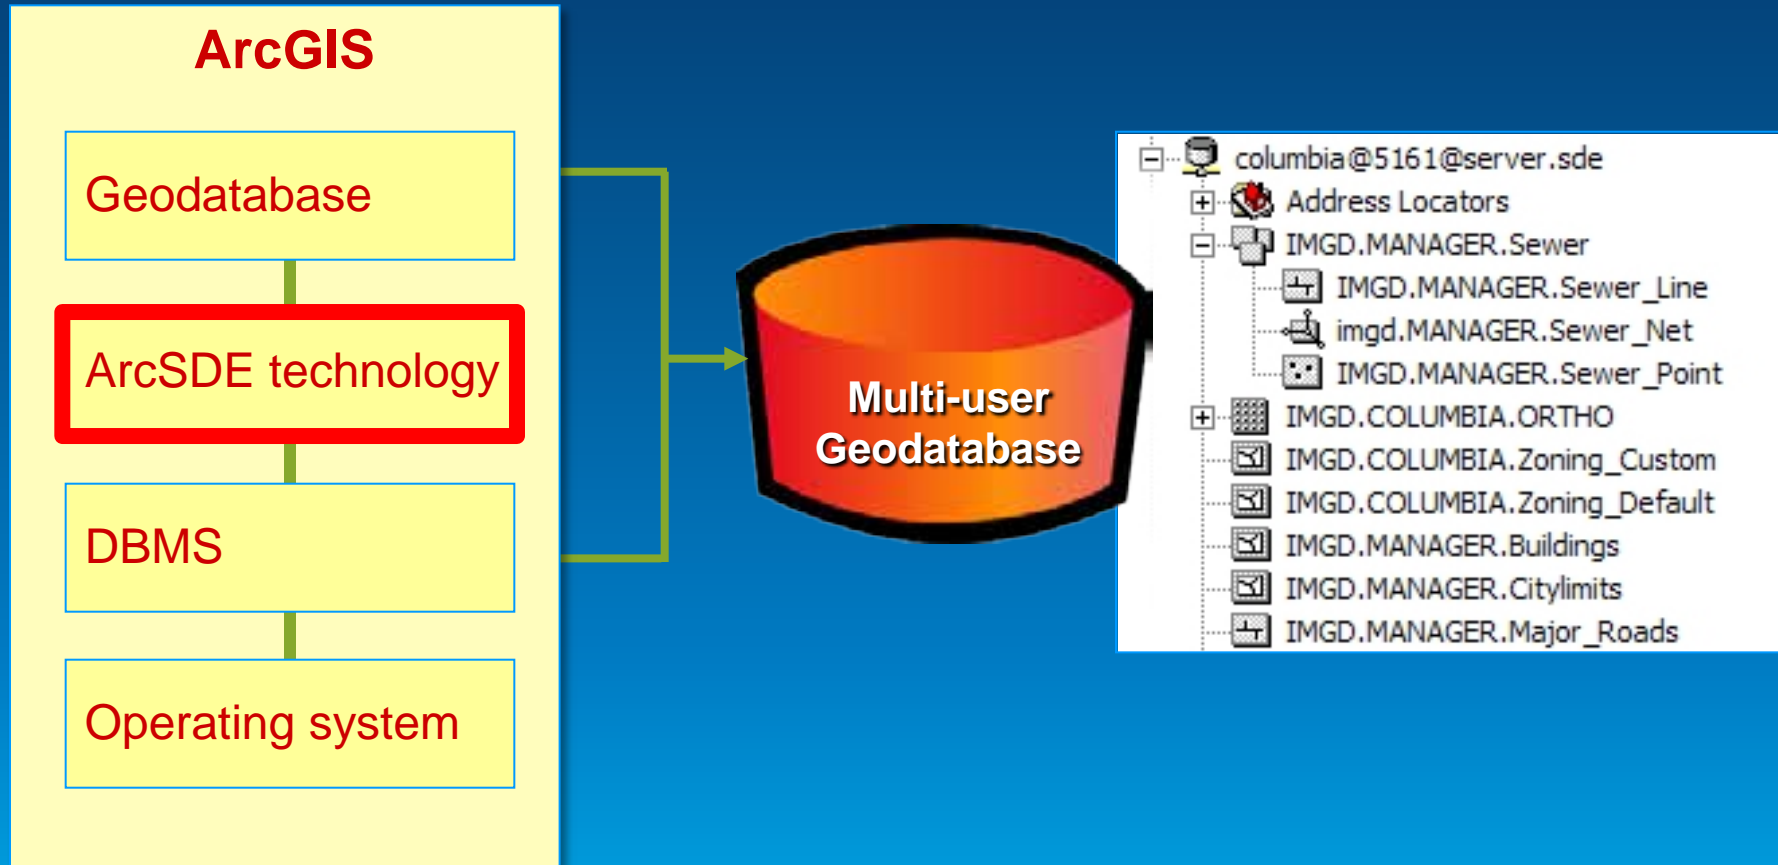 ArcGIS
Geodatabase
ArcSDE technology
DBMS
Operating system
Multi-user
Geodatabase
columbia@5161@server.sde
Address Locators
IMGD.MANAGER.Sewer
IMGD.MANAGER.Sewer_Line
imgd.MANAGER.Sewer_Net
IMGD.MANAGER.Sewer_Point
IMGD.COLUMBIA.ORTHO
IMGD.COLUMBIA.Zoning_Custom
IMGD.COLUMBIA.Zoning_Default
IMGD.MANAGER.Buildings
IMGD.MANAGER.Citylimits
IMGD.MANAGER.Major_Roads